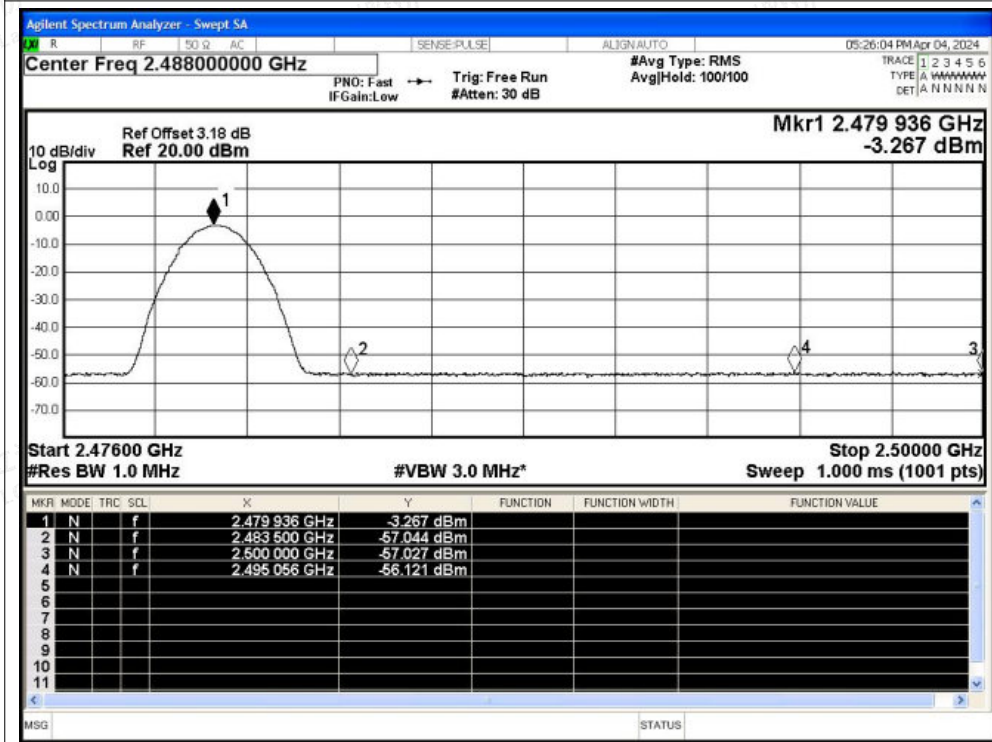 Agilent Spectrum Analyzer - Swept SA
LXI R RF 50 Ω AC SENSE:PULSE ALIGN AUTO 05:26:04 PM Apr 04, 2024
Center Freq 2.488000000 GHz
PNO: Fast
IFGain:Low
Trig: Free Run
#Atten: 30 dB
#Avg Type: RMS
Avg|Hold: 100/100
TRACE 1 2 3 4 5 6
TYPE A WWWWW
DET A N N N N N
Ref Offset 3.18 dB
10 dB/div Ref 20.00 dBm
Log
Mkr1 2.479 936 GHz
-3.267 dBm
10.0
0.00
-10.0
-20.0
-30.0
-40.0
-50.0
-60.0
-70.0
1
2
4
3
Start 2.47600 GHz Stop 2.50000 GHz
#Res BW 1.0 MHz #VBW 3.0 MHz* Sweep 1.000 ms (1001 pts)
MKR MODE TRC SCL X Y FUNCTION FUNCTION WIDTH FUNCTION VALUE
1 N f 2.479 936 GHz -3.267 dBm
2 N f 2.483 500 GHz -57.044 dBm
3 N f 2.500 000 GHz -57.027 dBm
4 N f 2.495 056 GHz -56.121 dBm
5
6
7
8
9
10
11
MSG STATUS